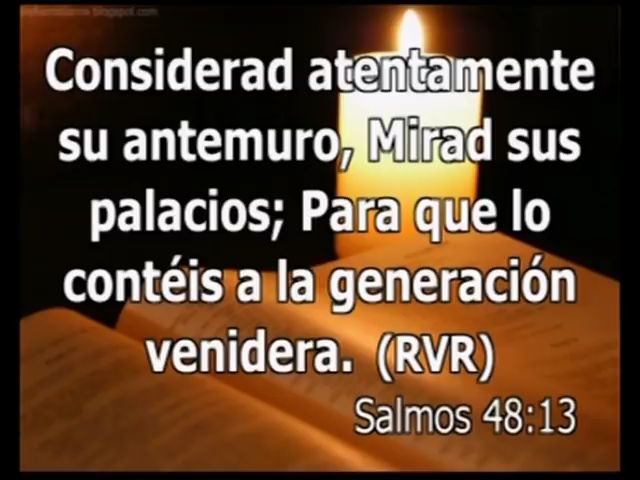 Considerad atentamente
su antemuro, Mirad sus
palacios; Para que lo
contéis a la generación
venidera. (RVR)
Salmos 48:13